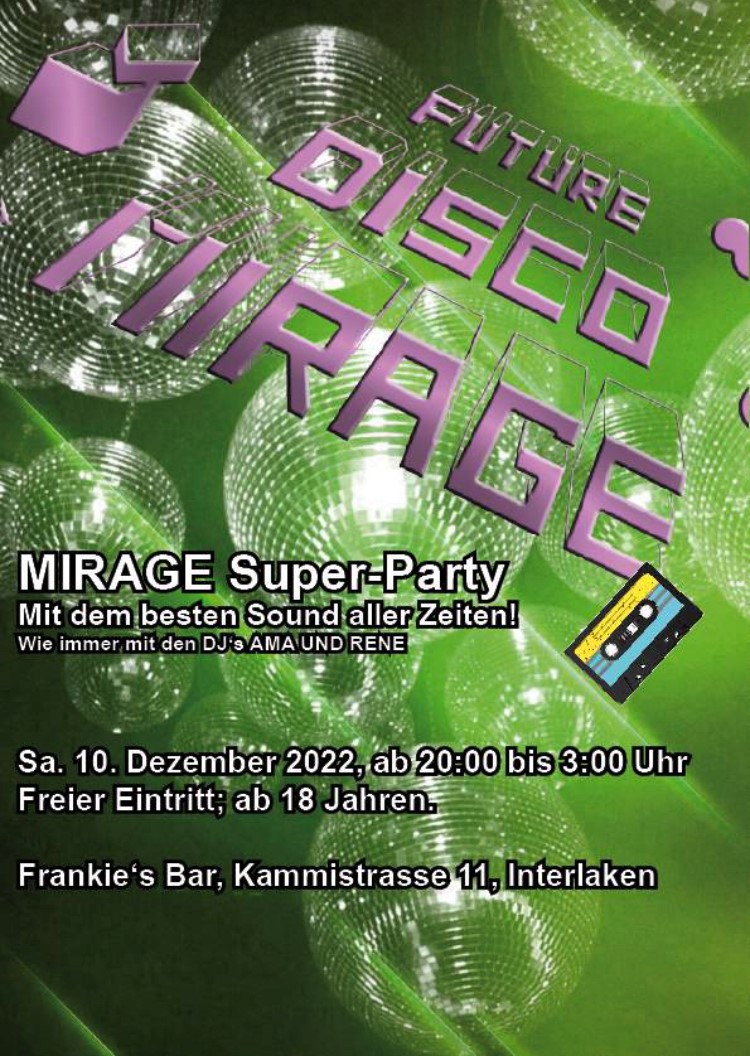 FUTURE
DISCO
MIRAGE
MIRAGE Super-Party
Mit dem besten Sound aller Zeiten!
Wie immer mit den DJ‘s AMA UND RENE
Sa. 10. Dezember 2022, ab 20:00 bis 3:00 Uhr
Freier Eintritt; ab 18 Jahren.
Frankie‘s Bar, Kammistrasse 11, Interlaken